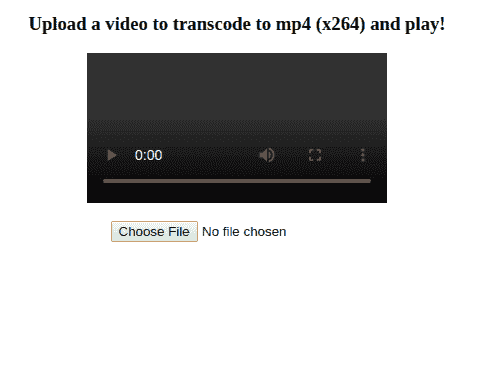 Upload a video to transcode to mp4 (x264) and play!
0:00
Choose File No file chosen